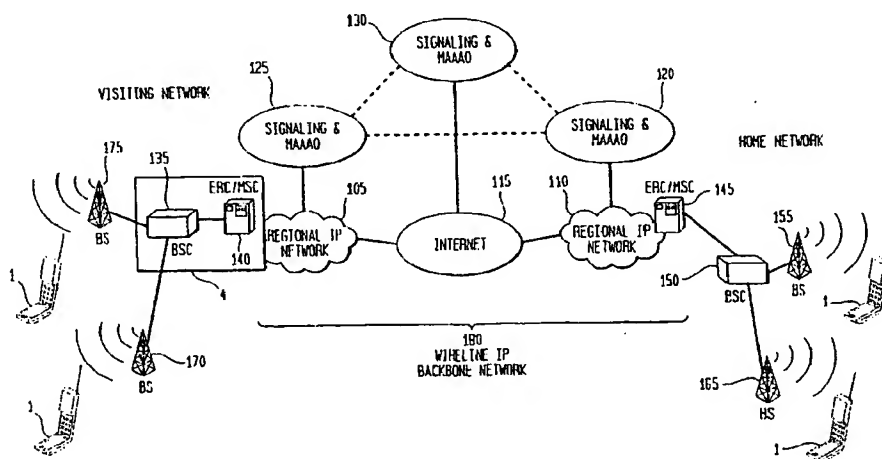 130
SIGNALING &
MAAAO
125
120
VISITING NETWORK
SIGNALING &
MAAAO
SIGNALING &
MAAAO
HOME NETWORK
175
135
ERC/MSC
105
115
110
ERC/MSC
145
155
BS
BSC
140
REGIONAL IP
NETWORK
INTERNET
REGIONAL IP
NETWORK
150
BSC
BS
1
4
1
170
BS
180
WIRELINE IP
BACKBONE NETWORK
165
BS
1
1